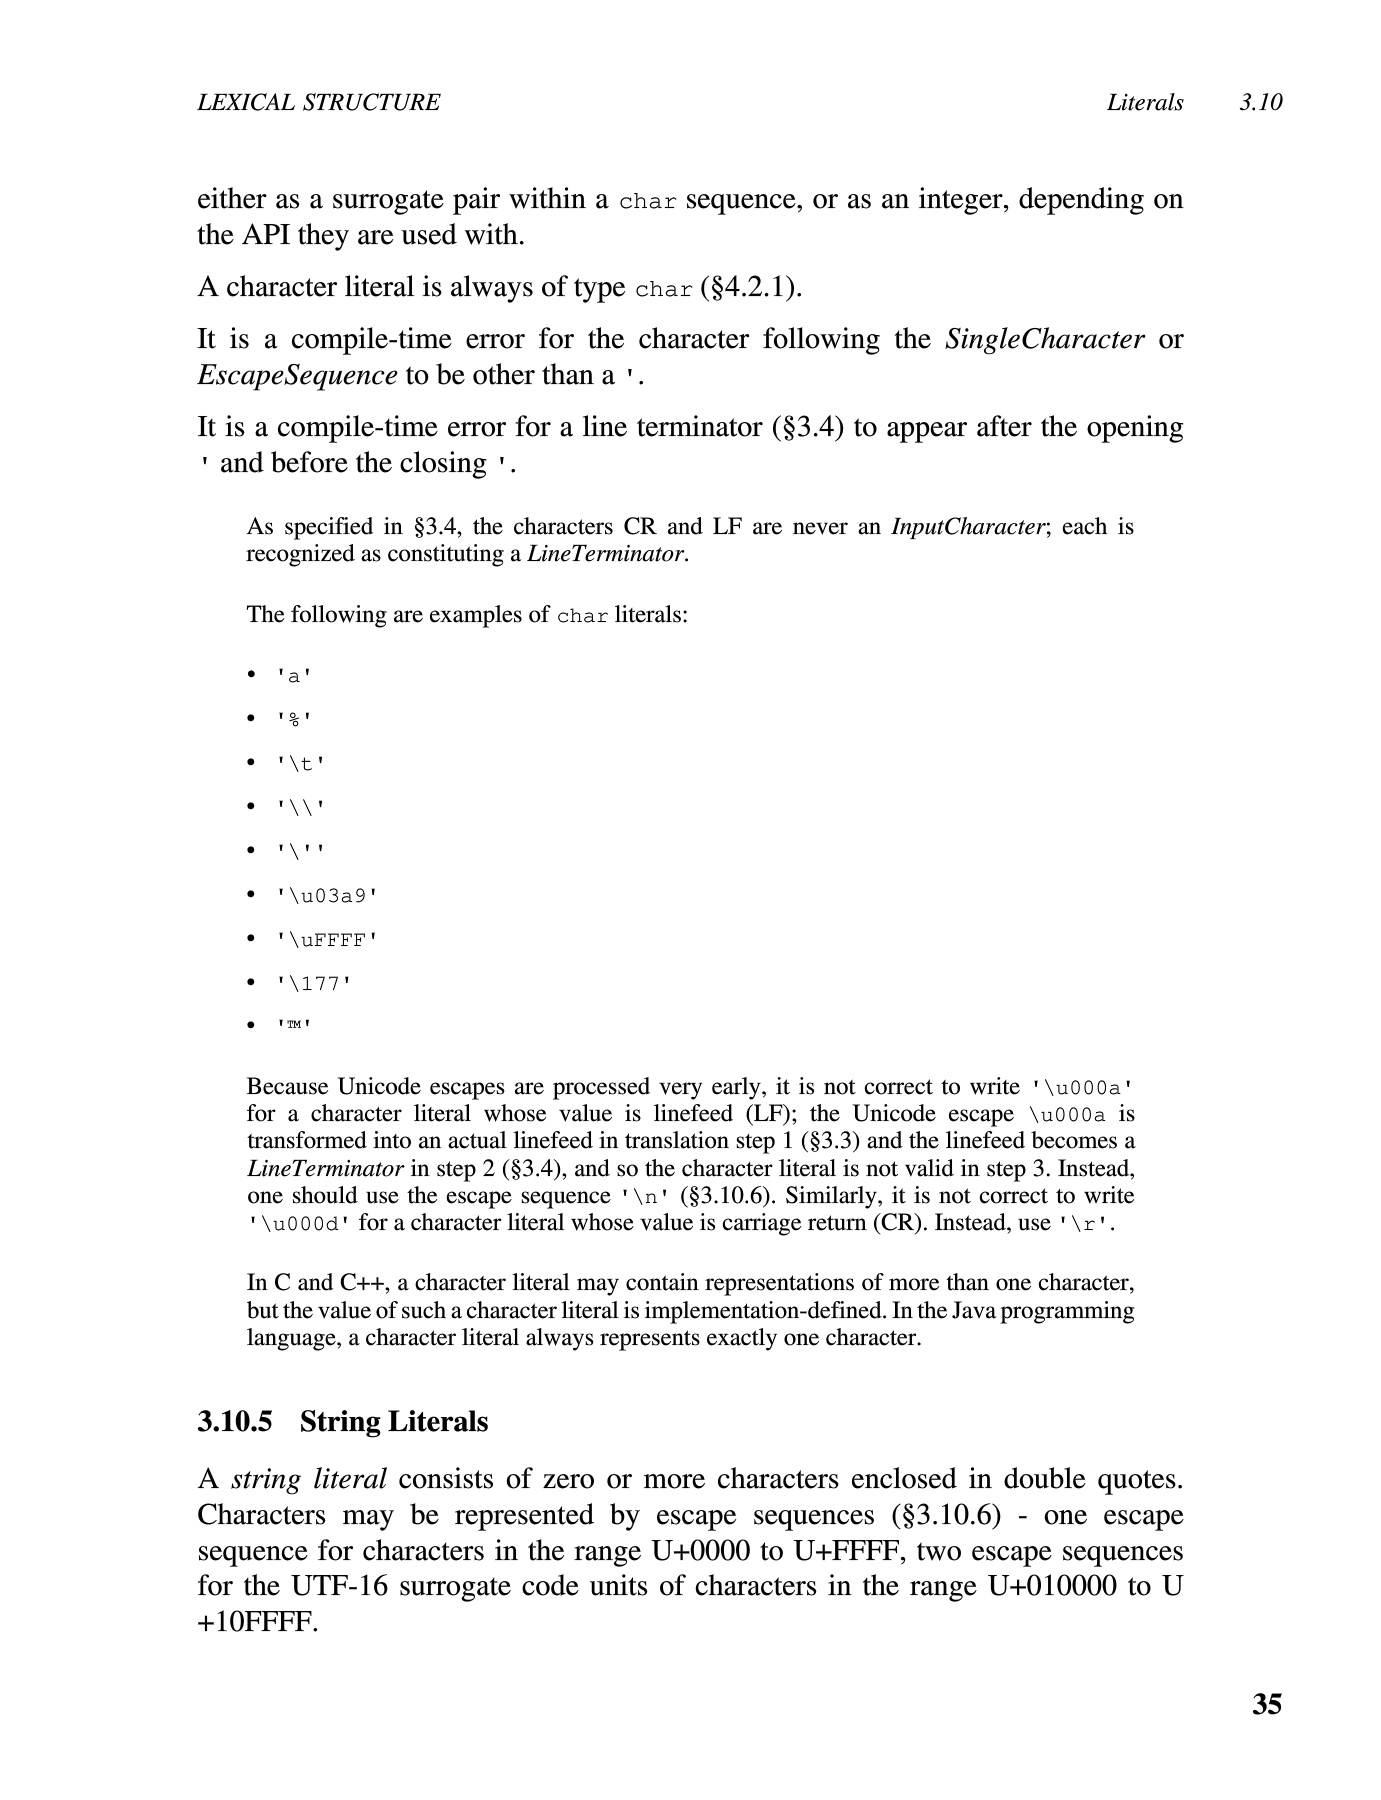 LEXICAL STRUCTURE Literals 3.10
either as a surrogate pair within a char sequence, or as an integer, depending on
the API they are used with.
A character literal is always of type char (§4.2.1).
It is a compile-time error for the character following the SingleCharacter or
EscapeSequence to be other than a '.
It is a compile-time error for a line terminator (§3.4) to appear after the opening
' and before the closing '.
As specified in §3.4, the characters CR and LF are never an InputCharacter; each is
recognized as constituting a LineTerminator.
The following are examples of char literals:
• 'a'
• '%'
• '\t'
• '\\'
• '\''
• '\u03a9'
• '\uFFFF'
• '\177'
• '™'
Because Unicode escapes are processed very early, it is not correct to write '\u000a'
for a character literal whose value is linefeed (LF); the Unicode escape \u000a is
transformed into an actual linefeed in translation step 1 (§3.3) and the linefeed becomes a
LineTerminator in step 2 (§3.4), and so the character literal is not valid in step 3. Instead,
one should use the escape sequence '\n' (§3.10.6). Similarly, it is not correct to write
'\u000d' for a character literal whose value is carriage return (CR). Instead, use '\r'.
In C and C++, a character literal may contain representations of more than one character,
but the value of such a character literal is implementation-defined. In the Java programming
language, a character literal always represents exactly one character.
3.10.5 String Literals
A string literal consists of zero or more characters enclosed in double quotes.
Characters may be represented by escape sequences (§3.10.6) - one escape
sequence for characters in the range U+0000 to U+FFFF, two escape sequences
for the UTF-16 surrogate code units of characters in the range U+010000 to U
+10FFFF.
35